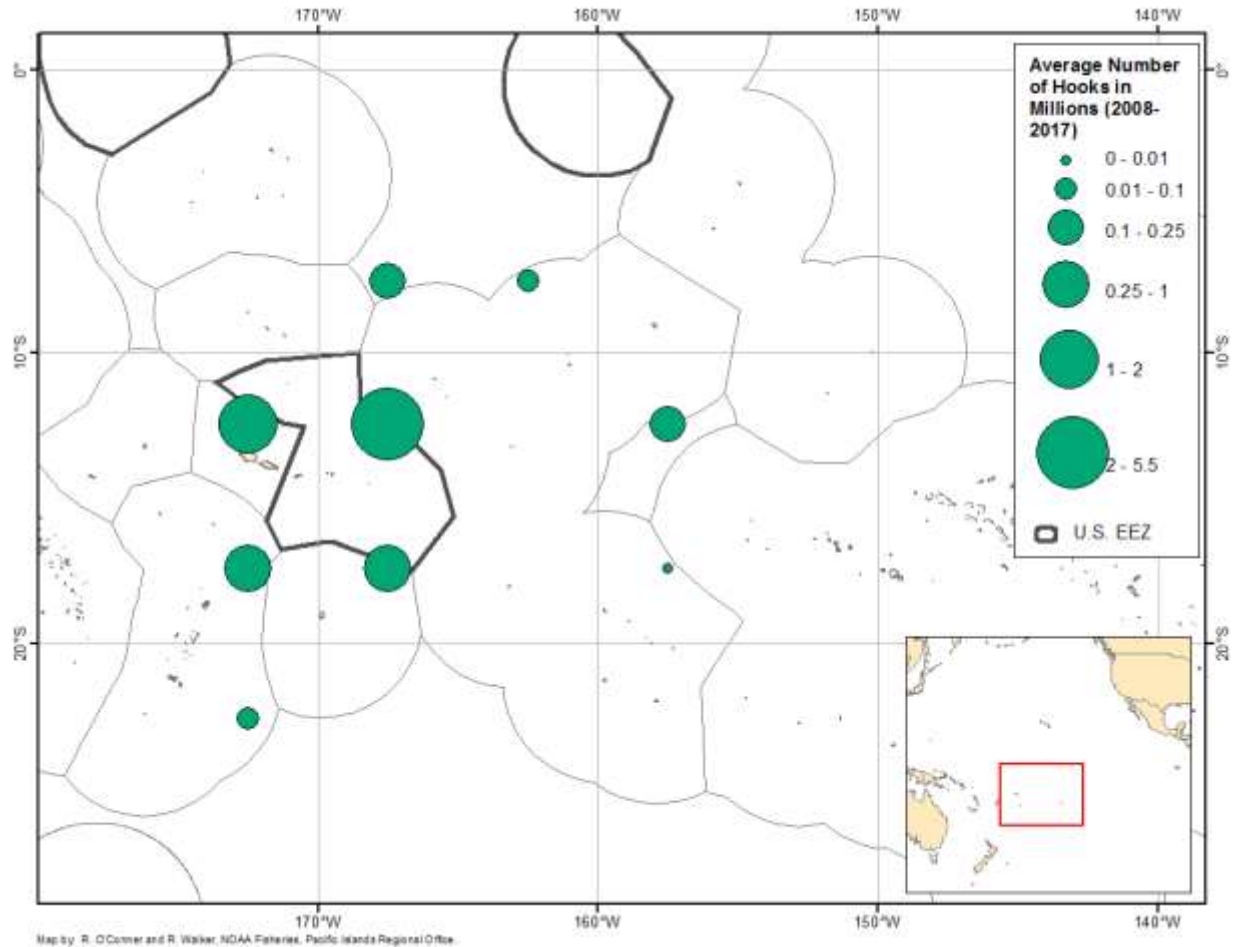 170°W 160°W 150°W 140°W
0° 0°
Average Number
of Hooks in
Millions (2008-
2017)
0 - 0.01
0.01 - 0.1
0.1 - 0.25
0.25 - 1
1 - 2
2 - 5.5
U.S. EEZ
10°S 10°S
20°S 20°S
170°W 160°W 150°W 140°W
Map by: R. O'Conner and R. Walker, NOAA Fisheries, Pacific Islands Regional Office.